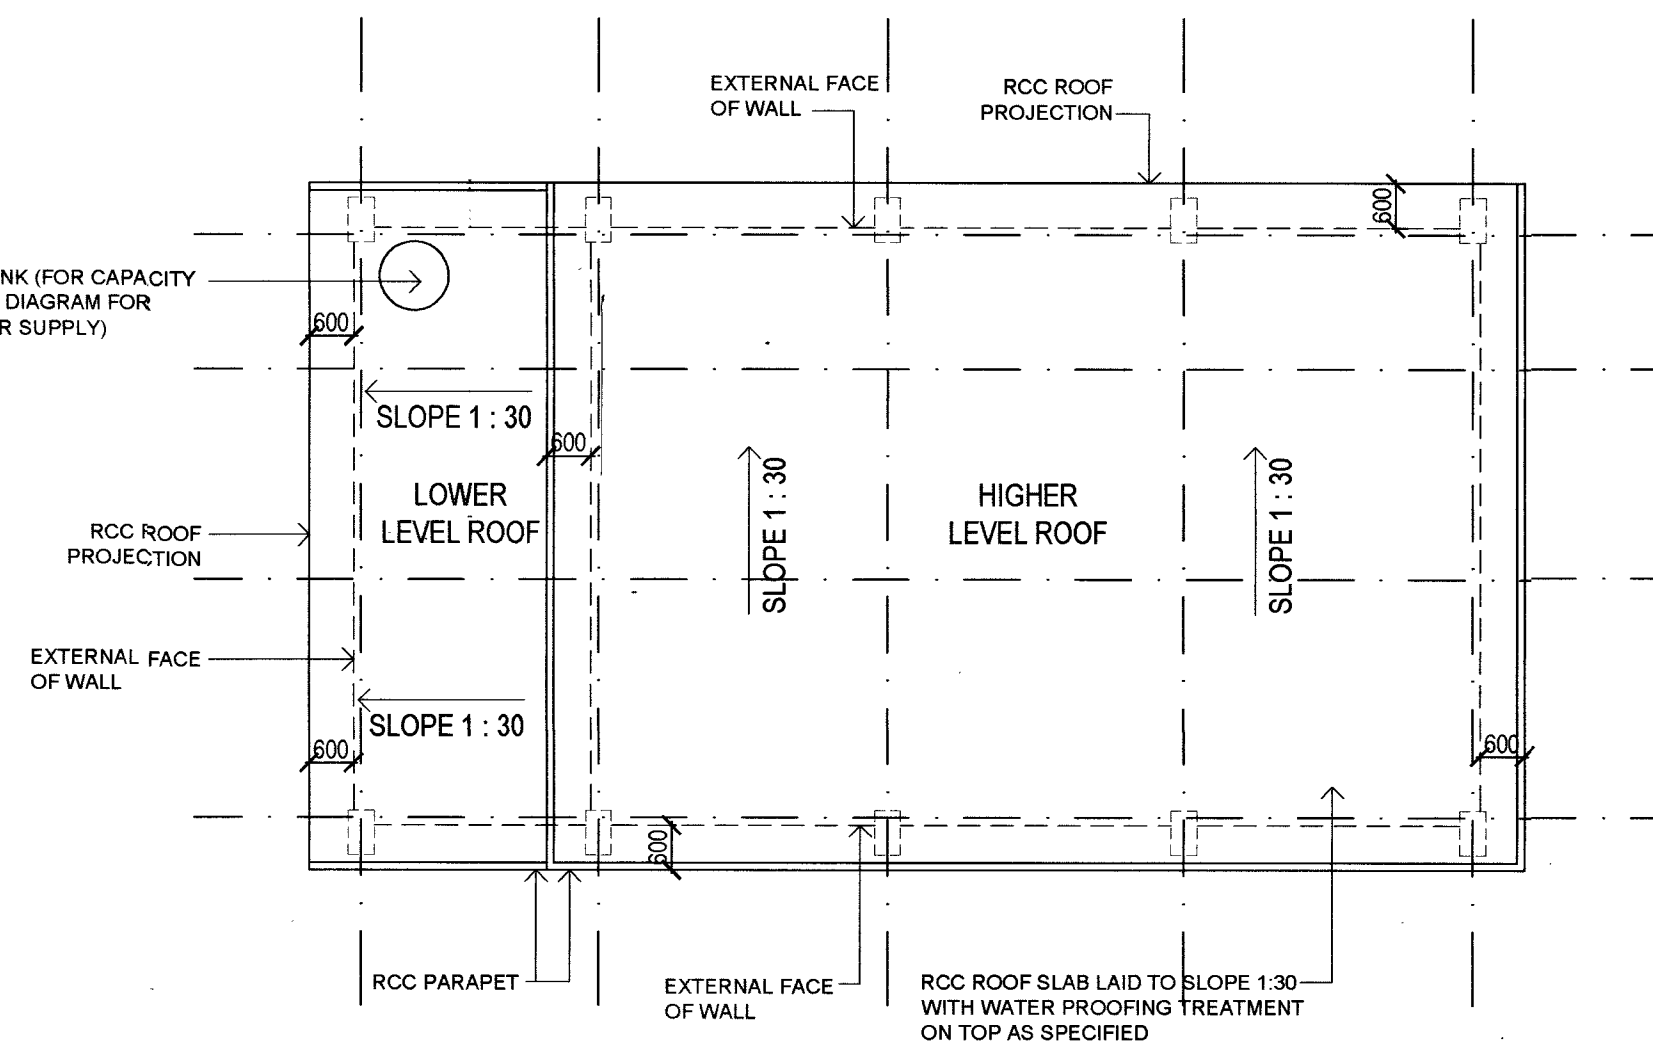 EXTERNAL FACE
OF WALL
RCC ROOF
PROJECTION
600
NK (FOR CAPACITY
DIAGRAM FOR
R SUPPLY)
600
SLOPE 1 : 30
600
SLOPE 1 : 30
SLOPE 1 : 30
LOWER
LEVEL ROOF
HIGHER
LEVEL ROOF
RCC ROOF
PROJECTION
EXTERNAL FACE
OF WALL
SLOPE 1 : 30
600
600
600
RCC PARAPET
EXTERNAL FACE
OF WALL
RCC ROOF SLAB LAID TO SLOPE 1:30
WITH WATER PROOFING TREATMENT
ON TOP AS SPECIFIED